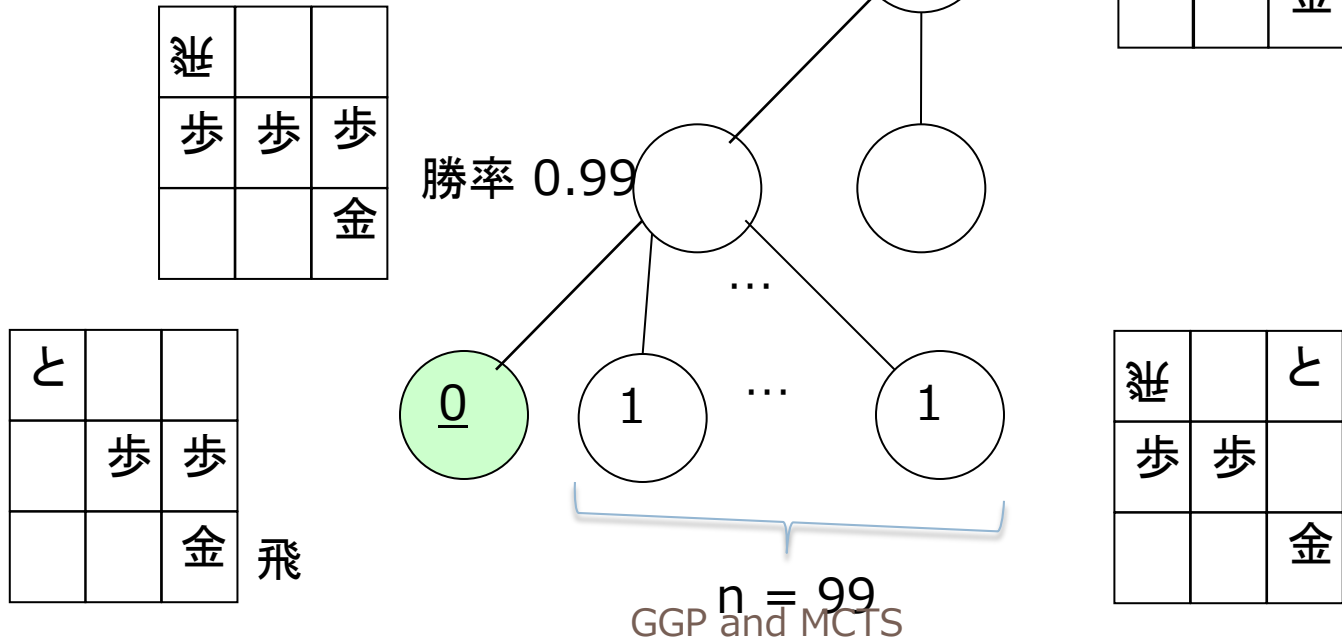 金
飛
歩 歩 歩
金
勝率 0.99
…
と
歩 歩
金 飛
0 1 … 1
飛 と
歩 歩
金
n = 99
GGP and MCTS